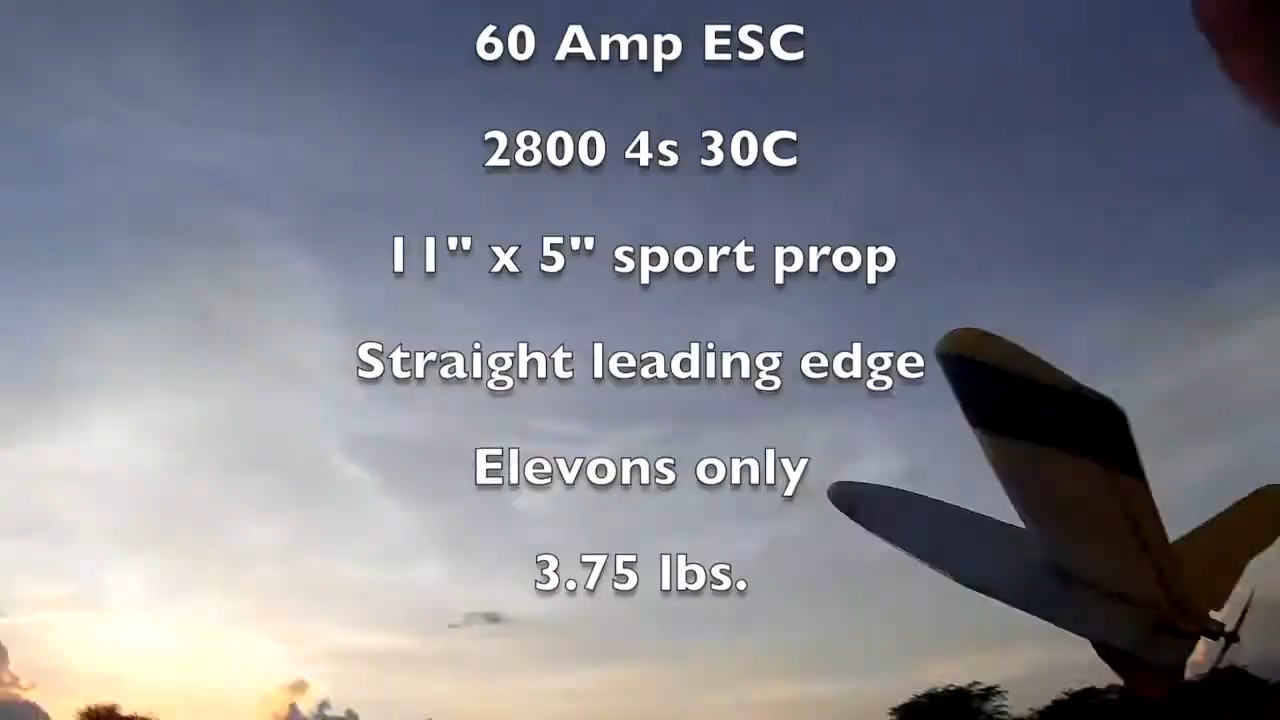 60 Amp ESC
2800 4s 30C
11" x 5" sport prop
Straight leading edge
Elevons only
3.75 lbs.